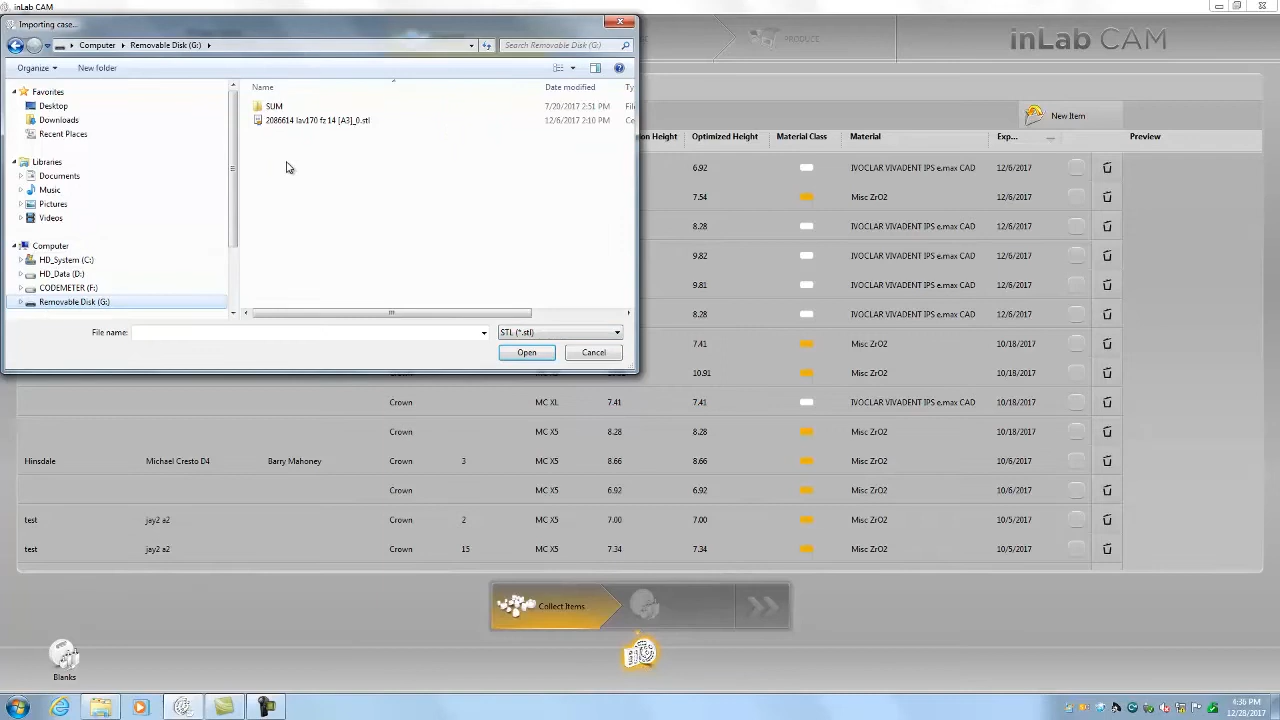 inLab CAM
Importing case...
Computer Removable Disk (G:)
Search Removable Disk (G:)
PRODUCE
inLab CAM
Organize New folder
Favorites
Desktop
Downloads
Recent Places
Libraries
Documents
Music
Pictures
Videos
Computer
HD_System (C:)
HD_Data (D:)
CODEMETER (F:)
Removable Disk (G:)
Name Date modified Ty
SUM 7/20/2017 2:51 PM
2086614 lav170 fz 14 [A3]_0.stl 12/6/2017 2:10 PM
File name: STL (*.stl)
Open Cancel
New Item
on Height Optimized Height Material Class Material Exp... Preview
6.92 IVOCLAR VIVADENT IPS e.max CAD 12/6/2017
7.54 Misc ZrO2 12/6/2017
8.28 IVOCLAR VIVADENT IPS e.max CAD 12/6/2017
9.82 IVOCLAR VIVADENT IPS e.max CAD 12/6/2017
9.81 IVOCLAR VIVADENT IPS e.max CAD 12/6/2017
8.28 IVOCLAR VIVADENT IPS e.max CAD 12/6/2017
7.41 Misc ZrO2 10/18/2017
10.91 Misc ZrO2 10/18/2017
Crown MC XL 7.41 7.41 IVOCLAR VIVADENT IPS e.max CAD 10/18/2017
Crown MC X5 8.28 8.28 Misc ZrO2 10/18/2017
Hinsdale Michael Cresto D4 Barry Mahoney Crown 3 MC X5 8.66 8.66 Misc ZrO2 10/6/2017
Crown MC X5 6.92 6.92 Misc ZrO2 10/6/2017
test jay2 a2 Crown 2 MC X5 7.00 7.00 Misc ZrO2 10/5/2017
test jay2 a2 Crown 15 MC X5 7.34 7.34 Misc ZrO2 10/5/2017
Collect Items
Blanks
4:36 PM
12/28/2017